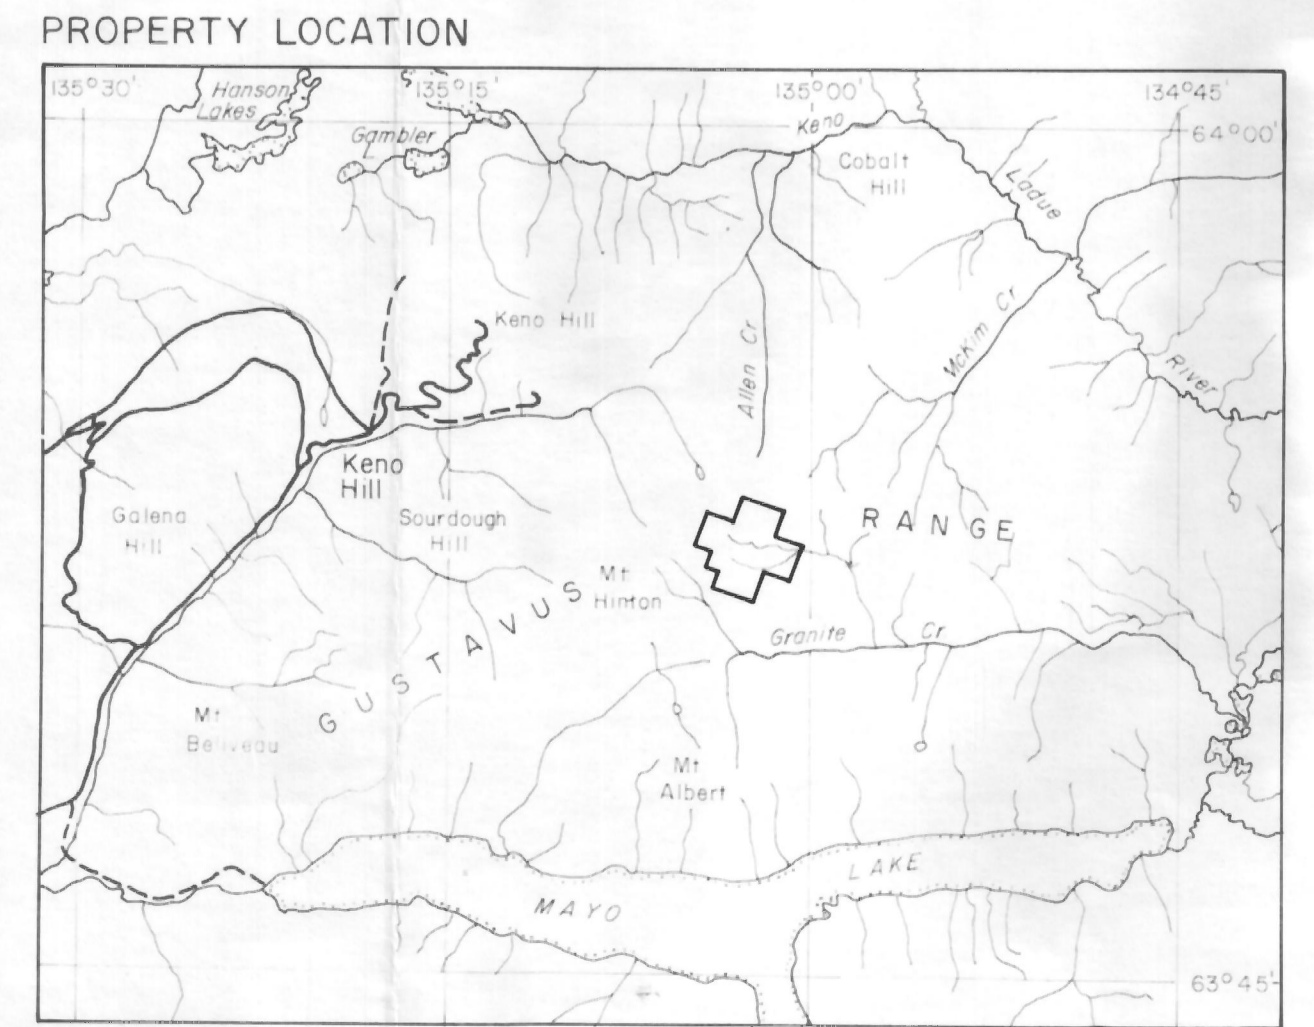 PROPERTY LOCATION
135°30'
Hanson
Lakes
135°15'
135°00'
134°45'
Gambler
L
Keno
64°00'
Cobalt
Hill
Ladue
River
Keno Hill
Allen Cr
McKim Cr
Keno
Hill
Galena
Hill
Sourdough
Hill
RANGE
Mt
Hinton
GUSTAVUS
Granite Cr
Mt
Beliveau
Mt
Albert
MAYO LAKE
63°45'